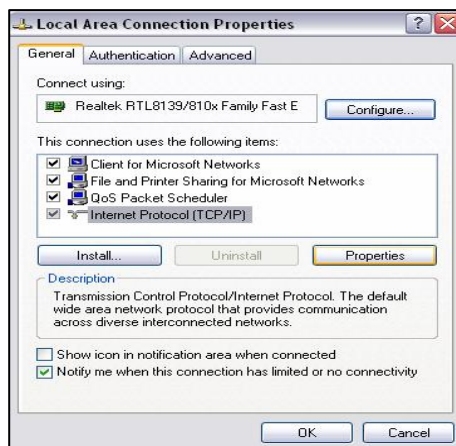 Local Area Connection Properties
General Authentication Advanced
Connect using:
Realtek RTL8139/810x Family Fast E
Configure...
This connection uses the following items:
Client for Microsoft Networks
File and Printer Sharing for Microsoft Networks
QoS Packet Scheduler
Internet Protocol (TCP/IP)
Install... Uninstall Properties
Description
Transmission Control Protocol/Internet Protocol. The default
wide area network protocol that provides communication
across diverse interconnected networks.
Show icon in notification area when connected
Notify me when this connection has limited or no connectivity
OK Cancel